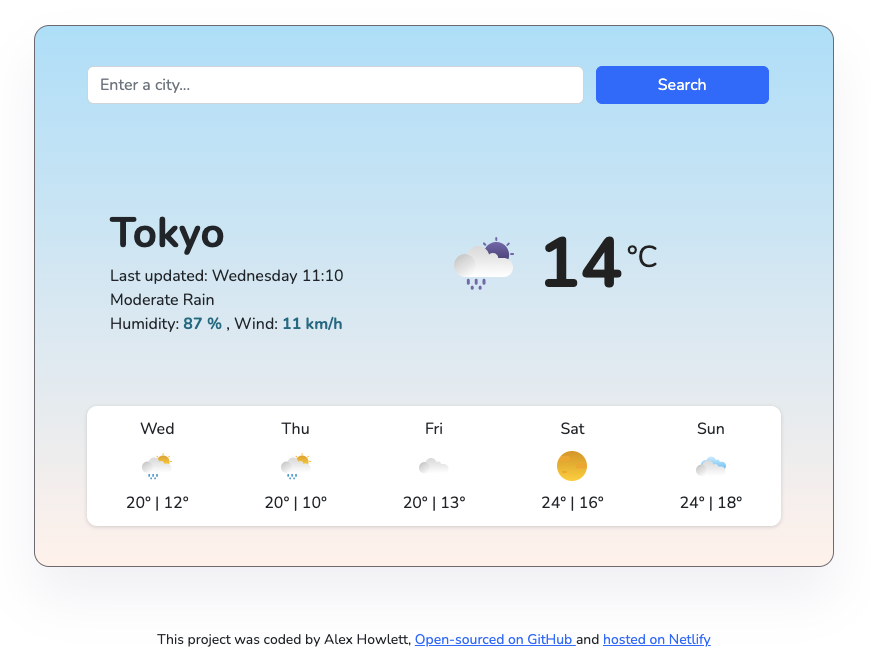 Enter a city...
Search
Tokyo
14 °C
Last updated: Wednesday 11:10
Moderate Rain
Humidity: 87 % , Wind: 11 km/h
Wed Thu Fri Sat Sun
20° | 12° 20° | 10° 20° | 13° 24° | 16° 24° | 18°
This project was coded by Alex Howlett, Open-sourced on GitHub and hosted on Netlify